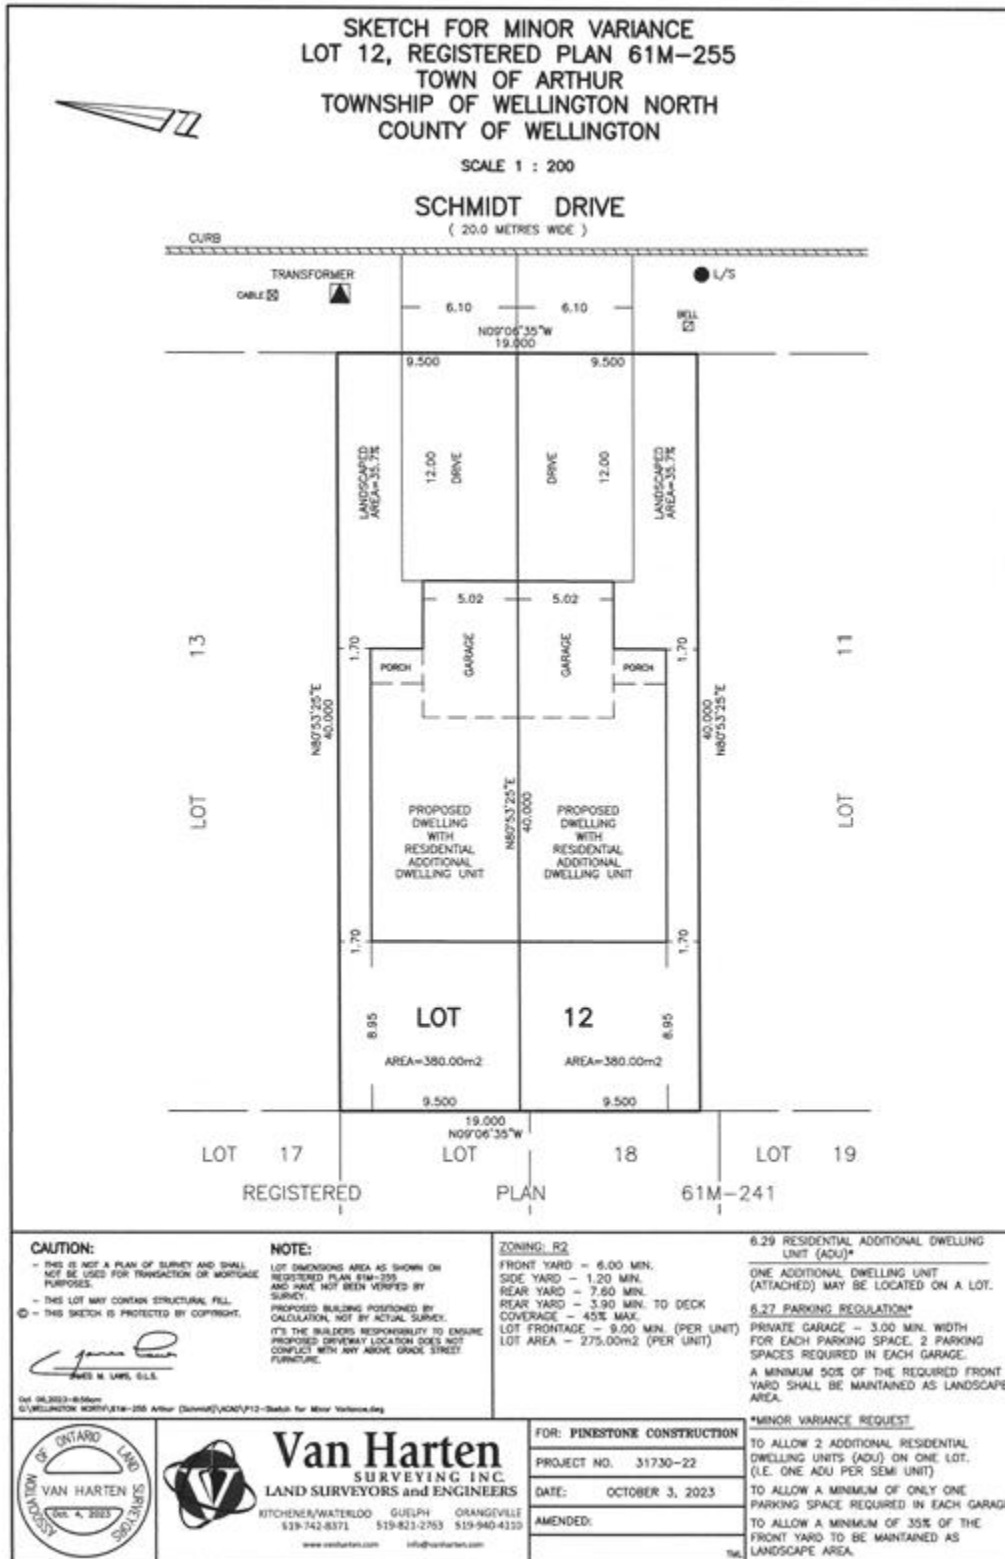 SKETCH FOR MINOR VARIANCE
LOT 12, REGISTERED PLAN 61M-255
TOWN OF ARTHUR
TOWNSHIP OF WELLINGTON NORTH
COUNTY OF WELLINGTON
SCALE 1 : 200
SCHMIDT DRIVE
( 20.0 METRES WIDE )
CURB
TRANSFORMER
CABLE
L/S
BELL
6.10 6.10
N09°06'35"W
19.000
9.500 9.500
LANDSCAPED
AREA=35.7%
12.00
DRIVE
DRIVE
12.00
LANDSCAPED
AREA=35.7%
5.02 5.02
GARAGE
GARAGE
1.70
PORCH
PORCH
1.70
LOT 13
N80°53'25"E
40.000
N80°53'25"E
40.000
N80°53'25"E
40.000
LOT 11
PROPOSED
DWELLING
WITH
RESIDENTIAL
ADDITIONAL
DWELLING UNIT
PROPOSED
DWELLING
WITH
RESIDENTIAL
ADDITIONAL
DWELLING UNIT
1.70
1.70
8.95
LOT 12
8.95
AREA=380.00m2 AREA=380.00m2
9.500 9.500
19.000
N09°06'35"W
LOT 17 LOT 18 LOT 19
REGISTERED PLAN 61M-241
CAUTION:
- THIS IS NOT A PLAN OF SURVEY AND SHALL
NOT BE USED FOR TRANSACTION OR MORTGAGE
PURPOSES.
- THIS LOT MAY CONTAIN STRUCTURAL FILL.
© - THIS SKETCH IS PROTECTED BY COPYRIGHT.
JAMES M. LAWS, O.L.S.
NOTE:
LOT DIMENSIONS AREA AS SHOWN ON
REGISTERED PLAN 61M-255
AND HAVE NOT BEEN VERIFIED BY
SURVEY.
PROPOSED BUILDING POSITIONED BY
CALCULATION, NOT BY ACTUAL SURVEY.
IT'S THE BUILDERS RESPONSIBILITY TO ENSURE
PROPOSED DRIVEWAY LOCATION DOES NOT
CONFLICT WITH ANY ABOVE GRADE STREET
FURNITURE.
ZONING: R2
FRONT YARD - 6.00 MIN.
SIDE YARD - 1.20 MIN.
REAR YARD - 7.60 MIN.
REAR YARD - 3.90 MIN. TO DECK
COVERAGE - 45% MAX.
LOT FRONTAGE - 9.00 MIN. (PER UNIT)
LOT AREA - 275.00m2 (PER UNIT)
6.29 RESIDENTIAL ADDITIONAL DWELLING
UNIT (ADU)*
ONE ADDITIONAL DWELLING UNIT
(ATTACHED) MAY BE LOCATED ON A LOT.
6.27 PARKING REGULATION*
PRIVATE GARAGE - 3.00 MIN. WIDTH
FOR EACH PARKING SPACE. 2 PARKING
SPACES REQUIRED IN EACH GARAGE.
A MINIMUM 50% OF THE REQUIRED FRONT
YARD SHALL BE MAINTAINED AS LANDSCAPE
AREA.
*MINOR VARIANCE REQUEST
TO ALLOW 2 ADDITIONAL RESIDENTIAL
DWELLING UNITS (ADU) ON ONE LOT.
(I.E. ONE ADU PER SEMI UNIT)
TO ALLOW A MINIMUM OF ONLY ONE
PARKING SPACE REQUIRED IN EACH GARAG
TO ALLOW A MINIMUM OF 35% OF THE
FRONT YARD TO BE MAINTAINED AS
LANDSCAPE AREA.
ASSOCIATION OF ONTARIO LAND SURVEYORS
VAN HARTEN
Oct. 4, 2023
Van Harten
SURVEYING INC.
LAND SURVEYORS and ENGINEERS
KITCHENER/WATERLOO GUELPH ORANGEVILLE
519-742-8371 519-821-2763 519-940-4110
www.vanharten.com info@vanharten.com
FOR: PINESTONE CONSTRUCTION
PROJECT NO. 31730-22
DATE: OCTOBER 3, 2023
AMENDED: